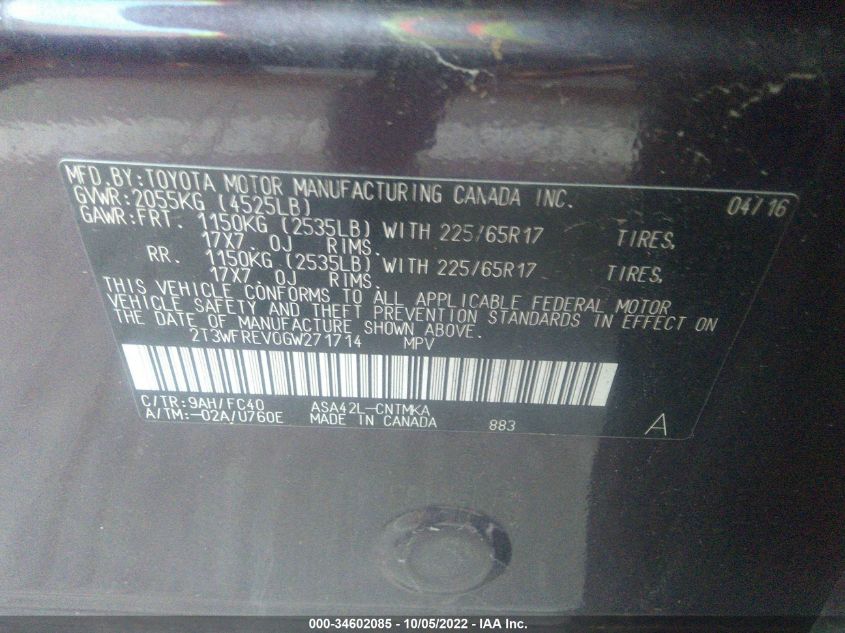 MFD.BY:TOYOTA MOTOR MANUFACTURING CANADA INC. 04/16
GVWR:2055KG (4525LB)
GAWR:FRT. 1150KG (2535LB) WITH 225/65R17 TIRES,
17X7.0J RIMS.
RR. 1150KG (2535LB) WITH 225/65R17 TIRES,
17X7.0J RIMS.
THIS VEHICLE CONFORMS TO ALL APPLICABLE FEDERAL MOTOR
VEHICLE SAFETY AND THEFT PREVENTION STANDARDS IN EFFECT ON
THE DATE OF MANUFACTURE SHOWN ABOVE.
2T3WFREV0GW271714 MPV
C/TR:9AH/FC40 ASA42L-CNTMKA
A/TM:-02A/U760E MADE IN CANADA 883 A
000-34602085 - 10/05/2022 - IAA Inc.